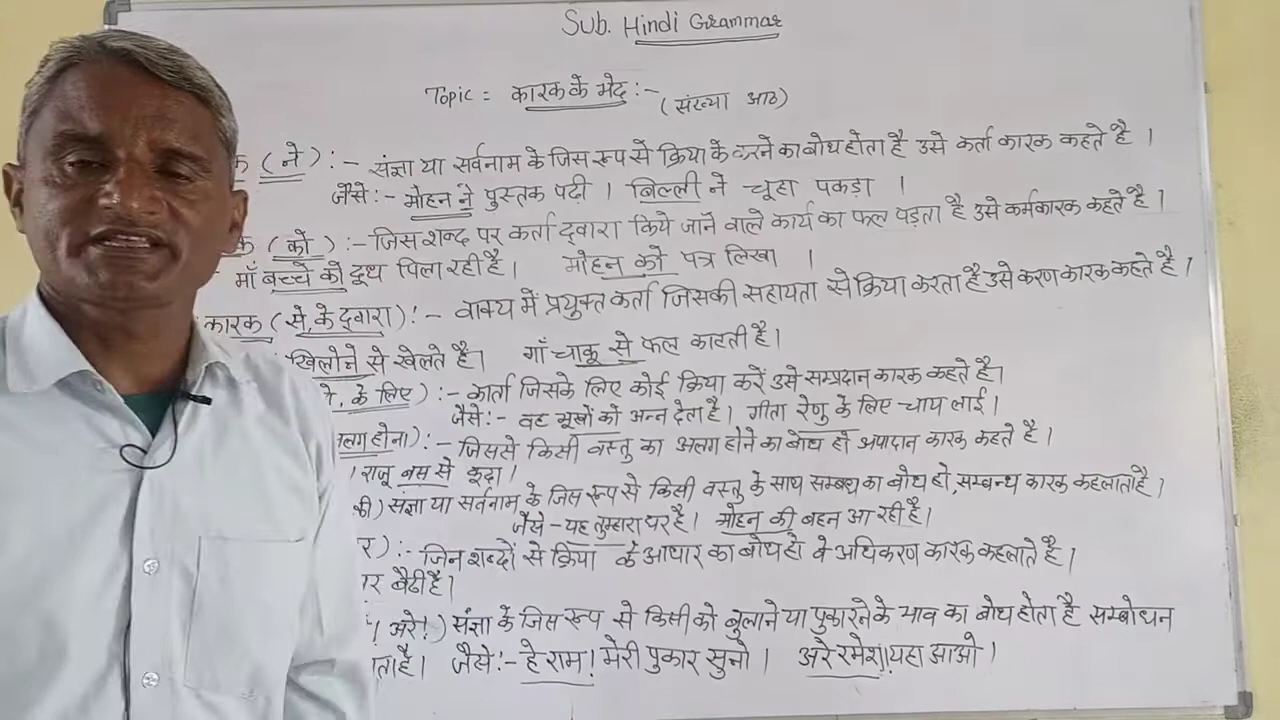 Sub. Hindi Grammar
Topic = कारक के भेद :- (संख्या आठ)
क (ने) :- संज्ञा या सर्वनाम के जिस रूप से क्रिया के करने का बोध होता है उसे कर्ता कारक कहते है ।
जैसे :- मोहन ने पुस्तक पढ़ी । बिल्ली ने चूहा पकड़ा ।
क (को) :- जिस शब्द पर कर्ता द्वारा किये जाने वाले कार्य का फल पड़ता है उसे कर्मकारक कहते है ।
माँ बच्चे को दूध पिला रही है । मोहन को पत्र लिखा ।
कारक (से, के द्वारा) :- वाक्य में प्रयुक्त कर्ता जिसकी सहायता से क्रिया करता है उसे करण कारक कहते है ।
खिलोने से खेलते है। माँ चाकू से फल काटती है ।
के लिए) :- कर्ता जिसके लिए कोई क्रिया करें उसे सम्प्रदान कारक कहते है ।
जैसे :- वह भूखों को अन्न देता है । गीता रेणु के लिए चाय लाई ।
अलग होना) :- जिससे किसी वस्तु का अलग होने का बोध हो अपादान कारक कहते है ।
। राजू बस से कूदा ।
की) संज्ञा या सर्वनाम के जिस रूप से किसी वस्तु के साथ सम्बन्ध का बोध हो, सम्बन्ध कारक कहलाता है ।
जैसे - यह तुम्हारा घर है । मोहन की बहन आ रही है ।
र) :- जिन शब्दों से क्रिया के आधार का बोध हो वे अधिकरण कारक कहलाते है ।
पर बैठी है ।
! अरे!) संज्ञा के जिस रूप से किसी को बुलाने या पुकारने के भाव का बोध होता है सम्बोधन
ताहै । जैसे :- हे राम ! मेरी पुकार सुनो । अरे रमेश ! यहा आओ ।